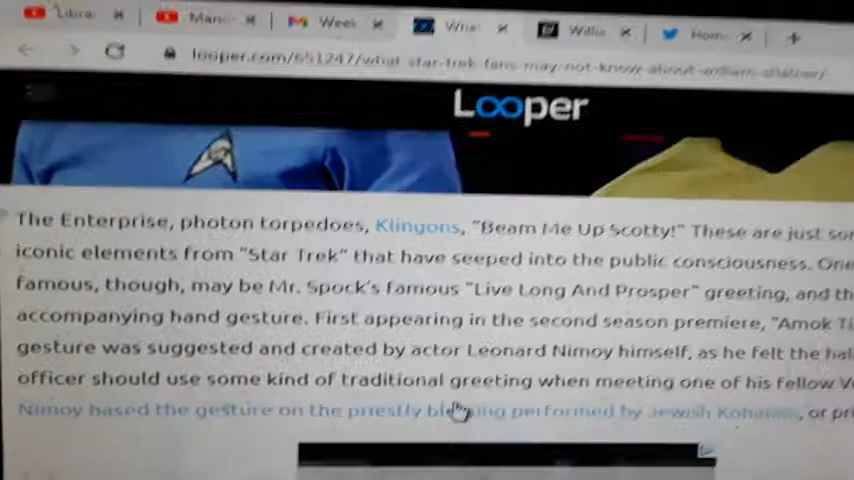 Libra
Manc
Week
Wha
Willia
Hom
looper.com/651247/what-star-trek-fans-may-not-know-about-william-shatner/
Looper
The Enterprise, photon torpedoes, Klingons, "Beam Me Up Scotty!" These are just so
iconic elements from "Star Trek" that have seeped into the public consciousness. One
famous, though, may be Mr. Spock's famous "Live Long And Prosper" greeting, and th
accompanying hand gesture. First appearing in the second season premiere, "Amok Ti
gesture was suggested and created by actor Leonard Nimoy himself, as he felt the hal
officer should use some kind of traditional greeting when meeting one of his fellow V
Nimoy based the gesture on the priestly blessing performed by Jewish Kohanim, or pri